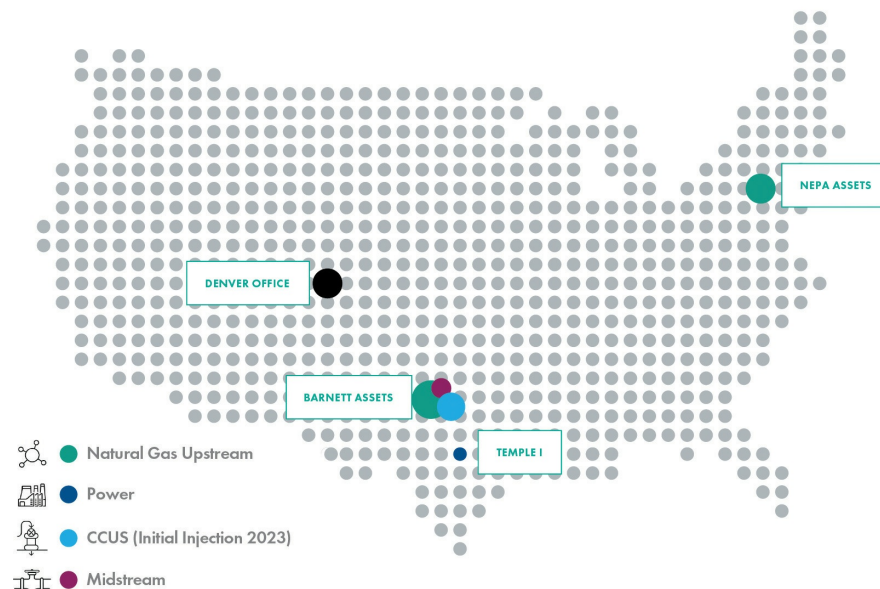 NEPA ASSETS
DENVER OFFICE
BARNETT ASSETS
TEMPLE I
Natural Gas Upstream
Power
CCUS (Initial Injection 2023)
Midstream